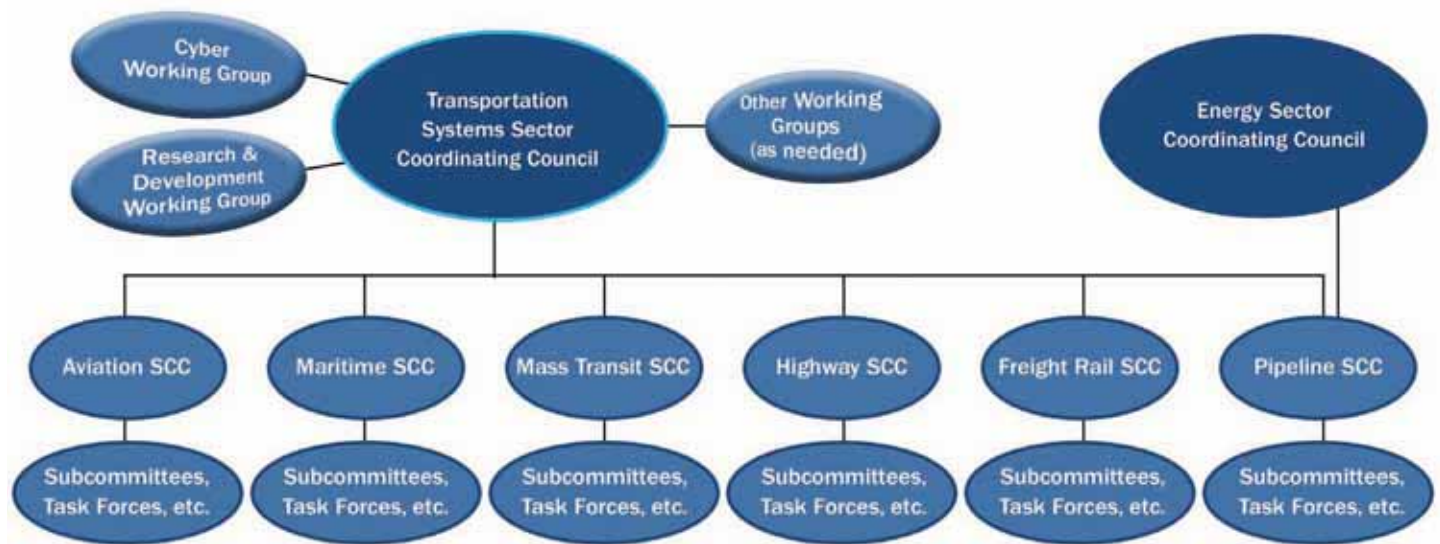 Cyber
Working Group
Transportation
Systems Sector
Coordinating Council
Other Working
Groups
(as needed)
Energy Sector
Coordinating Council
Research &
Development
Working Group
Aviation SCC
Maritime SCC
Mass Transit SCC
Highway SCC
Freight Rail SCC
Pipeline SCC
Subcommittees,
Task Forces, etc.
Subcommittees,
Task Forces, etc.
Subcommittees,
Task Forces, etc.
Subcommittees,
Task Forces, etc.
Subcommittees,
Task Forces, etc.
Subcommittees,
Task Forces, etc.